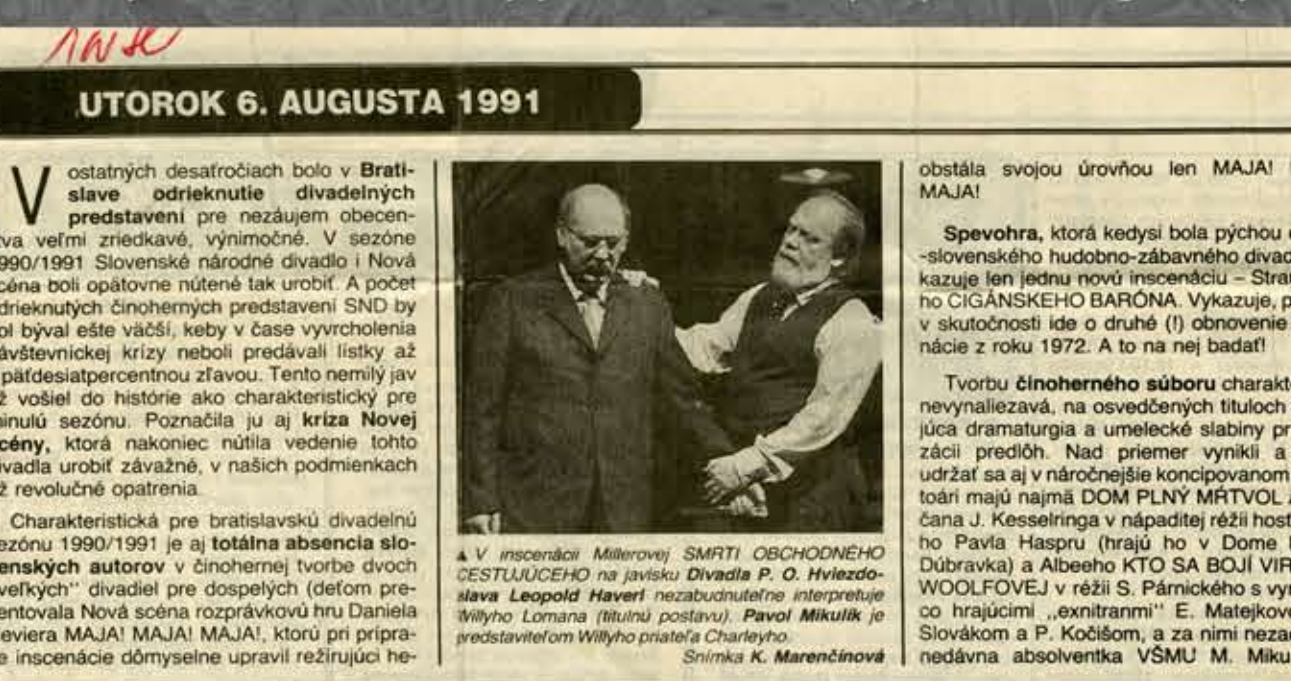 UTOROK 6. AUGUSTA 1991
V ostatných desaťročiach bolo v Brati-
slave odrieknutie divadelných
predstavení pre nezáujem obecen-
tva veľmi zriedkavé, výnimočné. V sezóne
990/1991 Slovenské národné divadlo i Nová
céna boli opätovne nútené tak urobiť. A počet
drieknutých činoherných predstavení SND by
ol býval ešte väčší, keby v čase vyvrcholenia
ávštevníckej krízy neboli predávali lístky až
päťdesiatpercentnou zľavou. Tento nemilý jav
ž vošiel do histórie ako charakteristický pre
inulú sezónu. Poznačila ju aj kríza Novej
cény, ktorá nakoniec nútila vedenie tohto
ivadla urobiť závažné, v našich podmienkach
ž revolučné opatrenia.
Charakteristická pre bratislavskú divadelnú
ezónu 1990/1991 je aj totálna absencia slo-
enských autorov v činohernej tvorbe dvoch
veľkých" divadiel pre dospelých (deťom pre-
entovala Nová scéna rozprávkovú hru Daniela
eviera MAJA! MAJA! MAJA!, ktorú pri prípra-
e inscenácie dômyselne upravil režírujúci he-
▲ V inscenácii Millerovej SMRTI OBCHODNÉHO
CESTUJÚCEHO na javisku Divadla P. O. Hviezdo-
slava Leopold Haverl nezabudnuteľne interpretuje
Willyho Lomana (titulnú postavu). Pavol Mikulík je
predstaviteľom Willyho priateľa Charleyho.
Snímka K. Marenčinová
obstála svojou úrovňou len MAJA!
MAJA!
Spevohra, ktorá kedysi bola pýchou
-slovenského hudobno-zábavného divad
kazuje len jednu novú inscenáciu – Strau
ho CIGÁNSKEHO BARÓNA. Vykazuje, p
v skutočnosti ide o druhé (!) obnovenie
nácie z roku 1972. A to na nej badať!
Tvorbu činoherného súboru charakte
nevynaliezavá, na osvedčených tituloch
júca dramaturgia a umelecké slabiny pr
zácii predlôh. Nad priemer vynikli a
udržať sa aj v náročnejšie koncipovanom
toári majú najmä DOM PLNÝ MŔTVOL
čana J. Kesselringa v nápaditej réžii host
ho Pavla Haspru (hrajú ho v Dome
Dúbravka) a Albeeho KTO SA BOJÍ VIR
WOOLFOVEJ v réžii S. Párnického s vyn
co hrajúcimi „exnitranmi" E. Matejkove
Slovákom a P. Kočišom, a za nimi nezao
nedávna absolventka VŠMU M. Miku